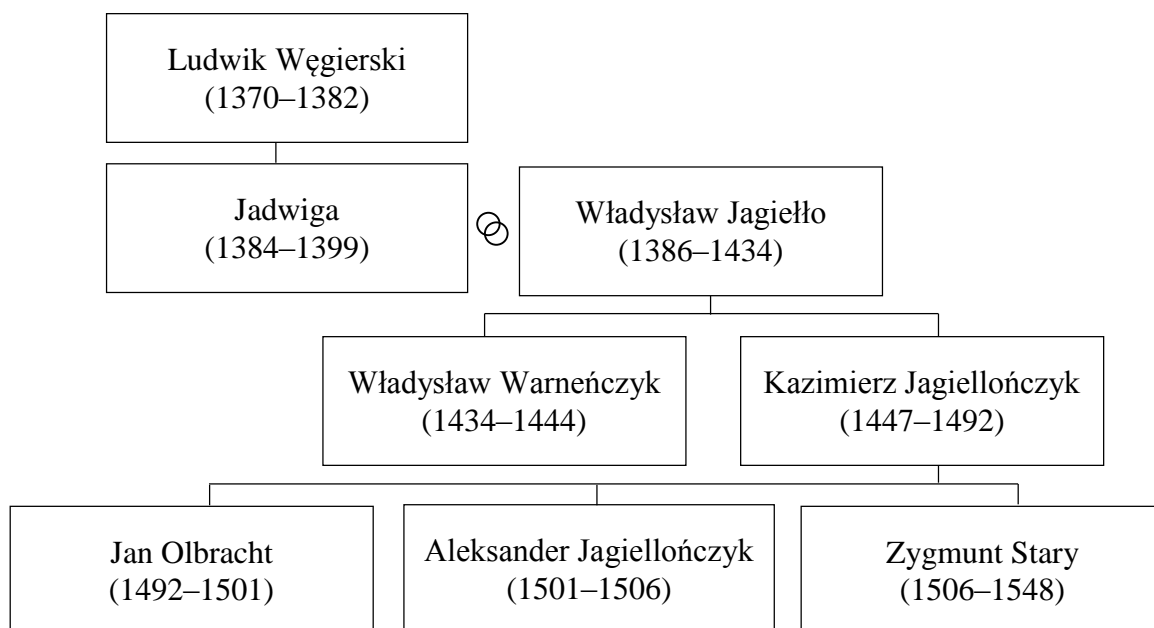 Ludwik Węgierski
(1370–1382)
Jadwiga
(1384–1399)
Władysław Jagiełło
(1386–1434)
Władysław Warneńczyk
(1434–1444)
Kazimierz Jagiellończyk
(1447–1492)
Jan Olbracht
(1492–1501)
Aleksander Jagiellończyk
(1501–1506)
Zygmunt Stary
(1506–1548)